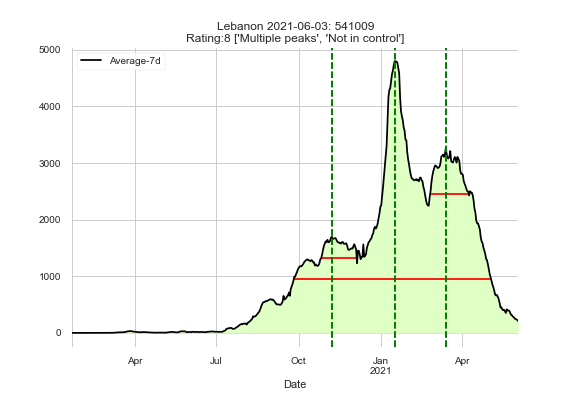 Lebanon 2021-06-03: 541009
Rating:8 ['Multiple peaks', 'Not in control']
Average-7d
5000
4000
3000
2000
1000
0
Apr
Jul
Oct
Jan
2021
Apr
Date